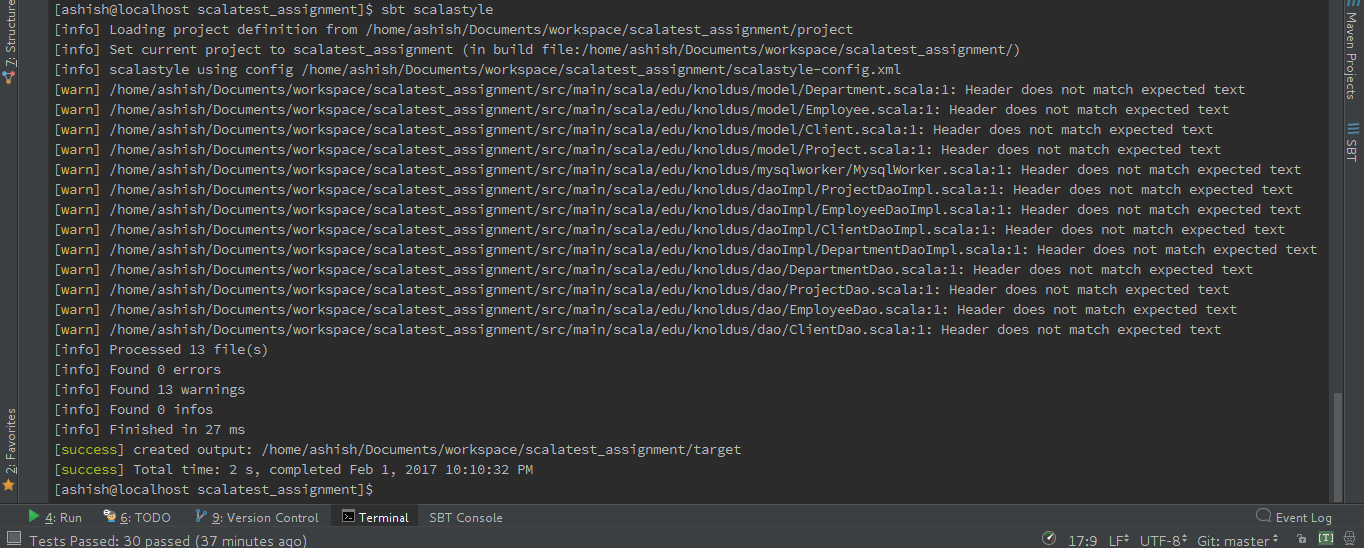 [ashish@localhost scalatest_assignment]$ sbt scalastyle
[info] Loading project definition from /home/ashish/Documents/workspace/scalatest_assignment/project
[info] Set current project to scalatest_assignment (in build file:/home/ashish/Documents/workspace/scalatest_assignment/)
[info] scalastyle using config /home/ashish/Documents/workspace/scalatest_assignment/scalastyle-config.xml
[warn] /home/ashish/Documents/workspace/scalatest_assignment/src/main/scala/edu/knoldus/model/Department.scala:1: Header does not match expected text
[warn] /home/ashish/Documents/workspace/scalatest_assignment/src/main/scala/edu/knoldus/model/Employee.scala:1: Header does not match expected text
[warn] /home/ashish/Documents/workspace/scalatest_assignment/src/main/scala/edu/knoldus/model/Client.scala:1: Header does not match expected text
[warn] /home/ashish/Documents/workspace/scalatest_assignment/src/main/scala/edu/knoldus/model/Project.scala:1: Header does not match expected text
[warn] /home/ashish/Documents/workspace/scalatest_assignment/src/main/scala/edu/knoldus/mysqlworker/MysqlWorker.scala:1: Header does not match expected text
[warn] /home/ashish/Documents/workspace/scalatest_assignment/src/main/scala/edu/knoldus/daoImpl/ProjectDaoImpl.scala:1: Header does not match expected text
[warn] /home/ashish/Documents/workspace/scalatest_assignment/src/main/scala/edu/knoldus/daoImpl/EmployeeDaoImpl.scala:1: Header does not match expected text
[warn] /home/ashish/Documents/workspace/scalatest_assignment/src/main/scala/edu/knoldus/daoImpl/ClientDaoImpl.scala:1: Header does not match expected text
[warn] /home/ashish/Documents/workspace/scalatest_assignment/src/main/scala/edu/knoldus/daoImpl/DepartmentDaoImpl.scala:1: Header does not match expected text
[warn] /home/ashish/Documents/workspace/scalatest_assignment/src/main/scala/edu/knoldus/dao/DepartmentDao.scala:1: Header does not match expected text
[warn] /home/ashish/Documents/workspace/scalatest_assignment/src/main/scala/edu/knoldus/dao/ProjectDao.scala:1: Header does not match expected text
[warn] /home/ashish/Documents/workspace/scalatest_assignment/src/main/scala/edu/knoldus/dao/EmployeeDao.scala:1: Header does not match expected text
[warn] /home/ashish/Documents/workspace/scalatest_assignment/src/main/scala/edu/knoldus/dao/ClientDao.scala:1: Header does not match expected text
[info] Processed 13 file(s)
[info] Found 0 errors
[info] Found 13 warnings
[info] Found 0 infos
[info] Finished in 27 ms
[success] created output: /home/ashish/Documents/workspace/scalatest_assignment/target
[success] Total time: 2 s, completed Feb 1, 2017 10:10:32 PM
[ashish@localhost scalatest_assignment]$
7: Structure
2: Favorites
Maven Projects
SBT
4: Run
6: TODO
9: Version Control
Terminal
SBT Console
Event Log
Tests Passed: 30 passed (37 minutes ago)
17:9 LF UTF-8 Git: master [T]